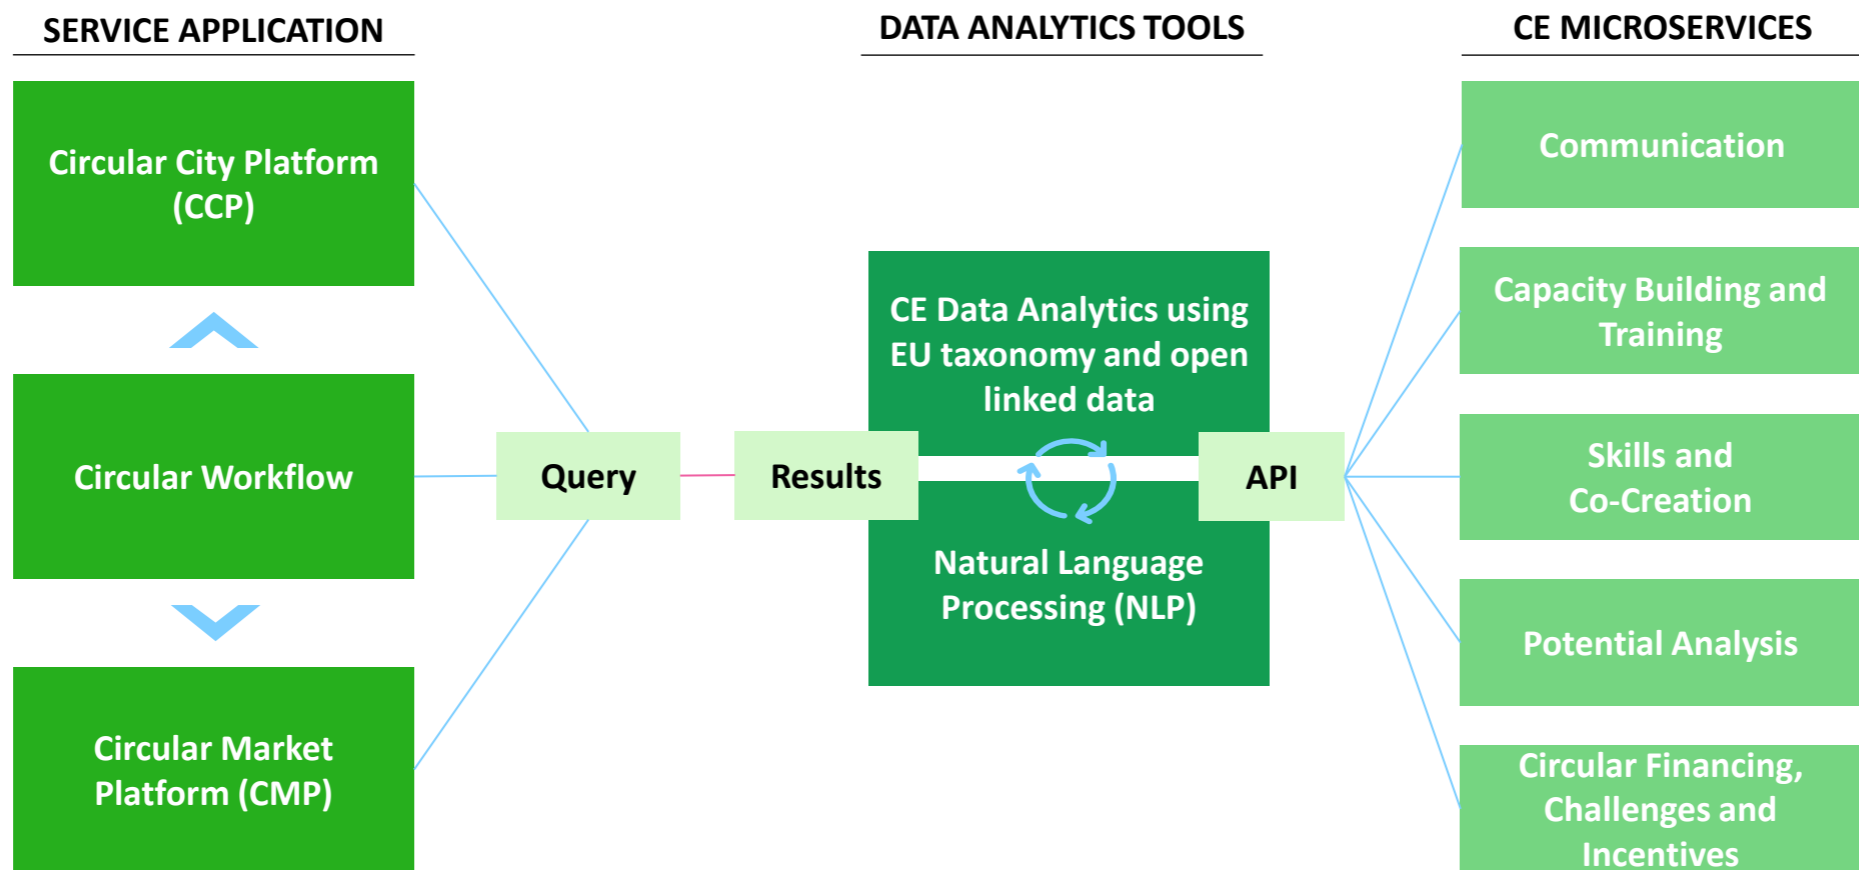 SERVICE APPLICATION
Circular City Platform
(CCP)
Circular Workflow
Circular Market
Platform (CMP)
Query
Results
DATA ANALYTICS TOOLS
CE Data Analytics using
EU taxonomy and open
linked data
Natural Language
Processing (NLP)
API
CE MICROSERVICES
Communication
Capacity Building and
Training
Skills and
Co-Creation
Potential Analysis
Circular Financing,
Challenges and
Incentives